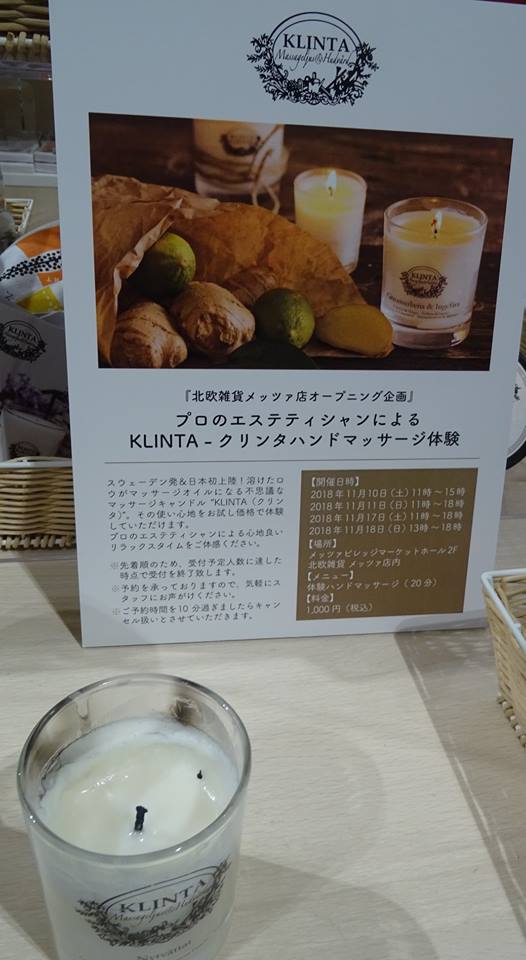 KLINTA
Massageljus & Hudvård
KLINTA
『北欧雑貨メッツァ店オープニング企画』
プロのエステティシャンによる
KLINTA – クリンタハンドマッサージ体験
スウェーデン発&日本初上陸！溶けたロ
ウがマッサージオイルになる不思議な
マッサージキャンドル “KLINTA（クリン
タ）”。その使い心地をお試し価格で体験
していただけます。
プロのエステティシャンによる心地良い
リラックスタイムをご体感ください。
※先着順のため、受付予定人数に達した
時点で受付を終了致します。
※予約を承っておりますので、気軽にス
タッフにお声がけください。
※ご予約時間を10分過ぎましたらキャン
セル扱いとさせていただきます。
【開催日時】
2018年11月10日（土）11時～15時
2018年11月11日（日）11時～18時
2018年11月17日（土）11時～18時
2018年11月18日（日）13時～18時
【場所】
メッツァビレッジマーケットホール2F
北欧雑貨 メッツァ店内
【メニュー】
体験ハンドマッサージ（20分）
【料金】
1,000円（税込）
KLINTA
KLINTA
Massageljus & Hudvård
Nytvättat